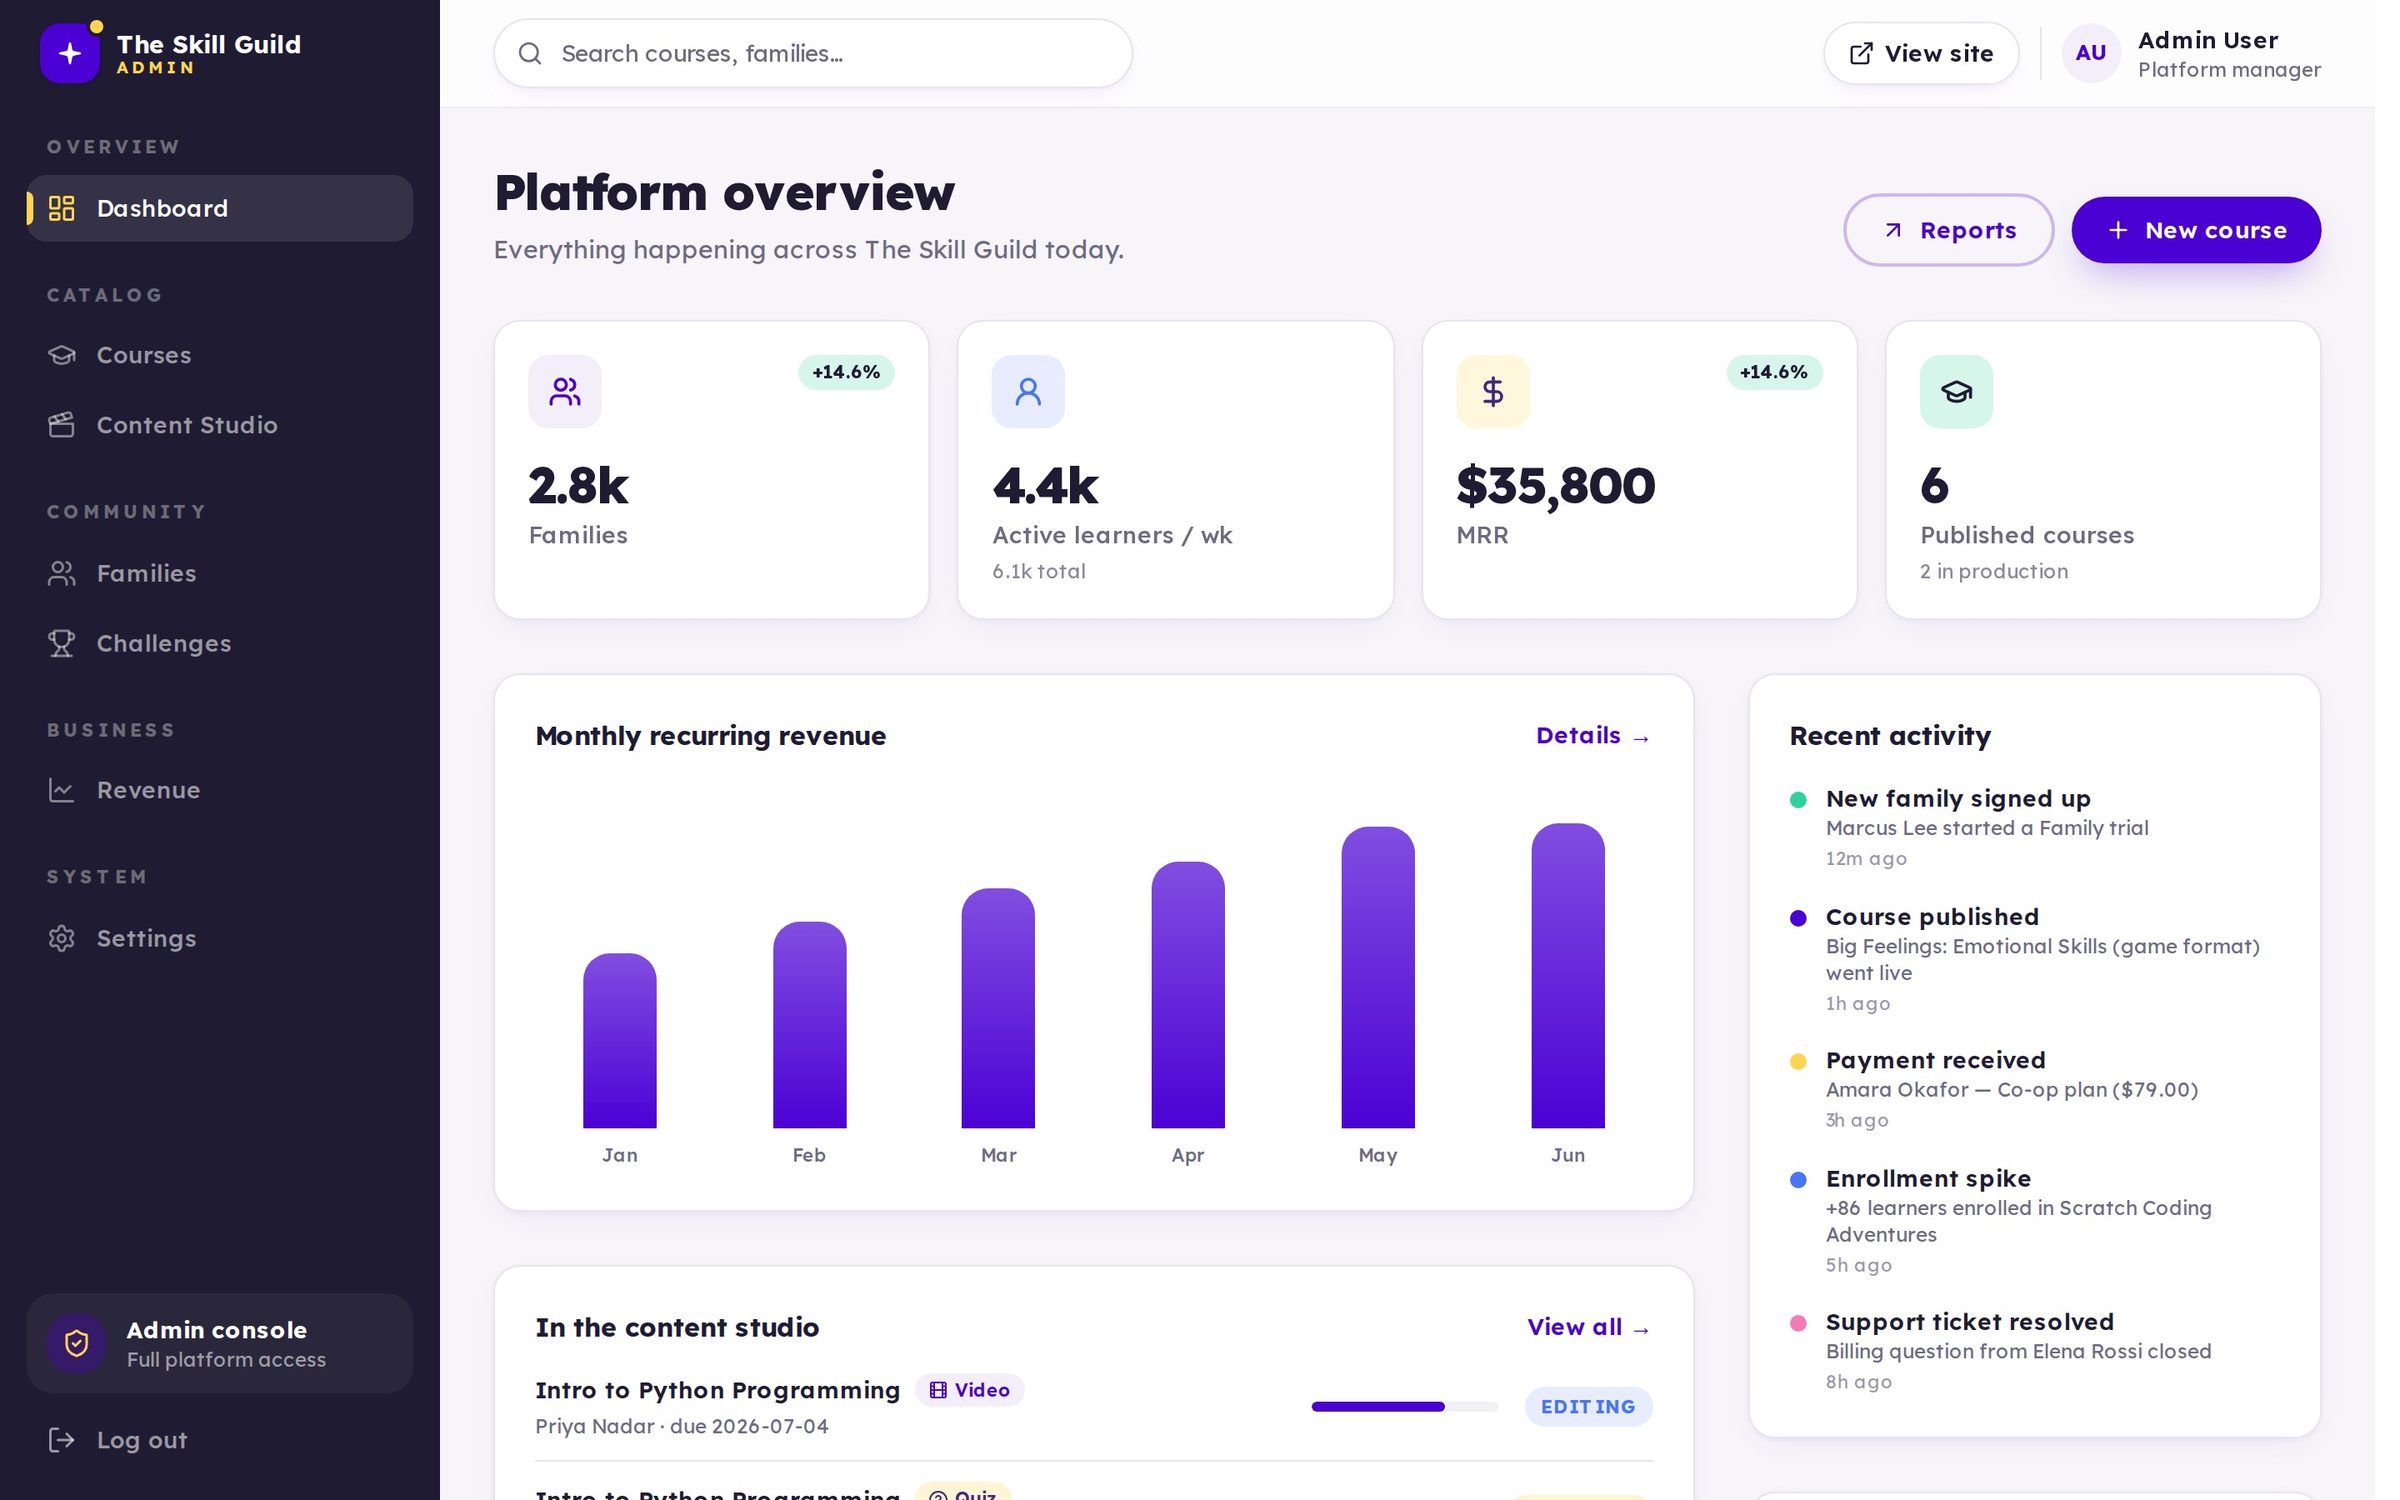 The Skill Guild
ADMIN
OVERVIEW
Dashboard
CATALOG
Courses
Content Studio
COMMUNITY
Families
Challenges
BUSINESS
Revenue
SYSTEM
Settings
Admin console
Full platform access
Log out
Search courses, families...
View site
AU
Admin User
Platform manager
Platform overview
Everything happening across The Skill Guild today.
Reports
New course
+14.6%
2.8k
Families
4.4k
Active learners / wk
6.1k total
+14.6%
$35,800
MRR
6
Published courses
2 in production
Monthly recurring revenue
Details →
Jan
Feb
Mar
Apr
May
Jun
In the content studio
View all →
Intro to Python Programming
Video
Priya Nadar · due 2026-07-04
EDITING
Intro to Python Programming
Quiz
Recent activity
New family signed up
Marcus Lee started a Family trial
12m ago
Course published
Big Feelings: Emotional Skills (game format)
went live
1h ago
Payment received
Amara Okafor — Co-op plan ($79.00)
3h ago
Enrollment spike
+86 learners enrolled in Scratch Coding
Adventures
5h ago
Support ticket resolved
Billing question from Elena Rossi closed
8h ago